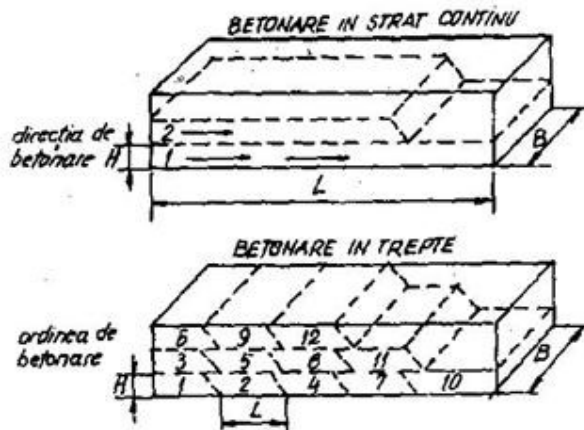 BETONARE IN STRAT CONTINU
directia de
betonare H
2
1
L
B
BETONARE IN TREPTE
ordinea de
betonare
6 9 12
3 5 8 11
H 1 2 4 7 10
L
B